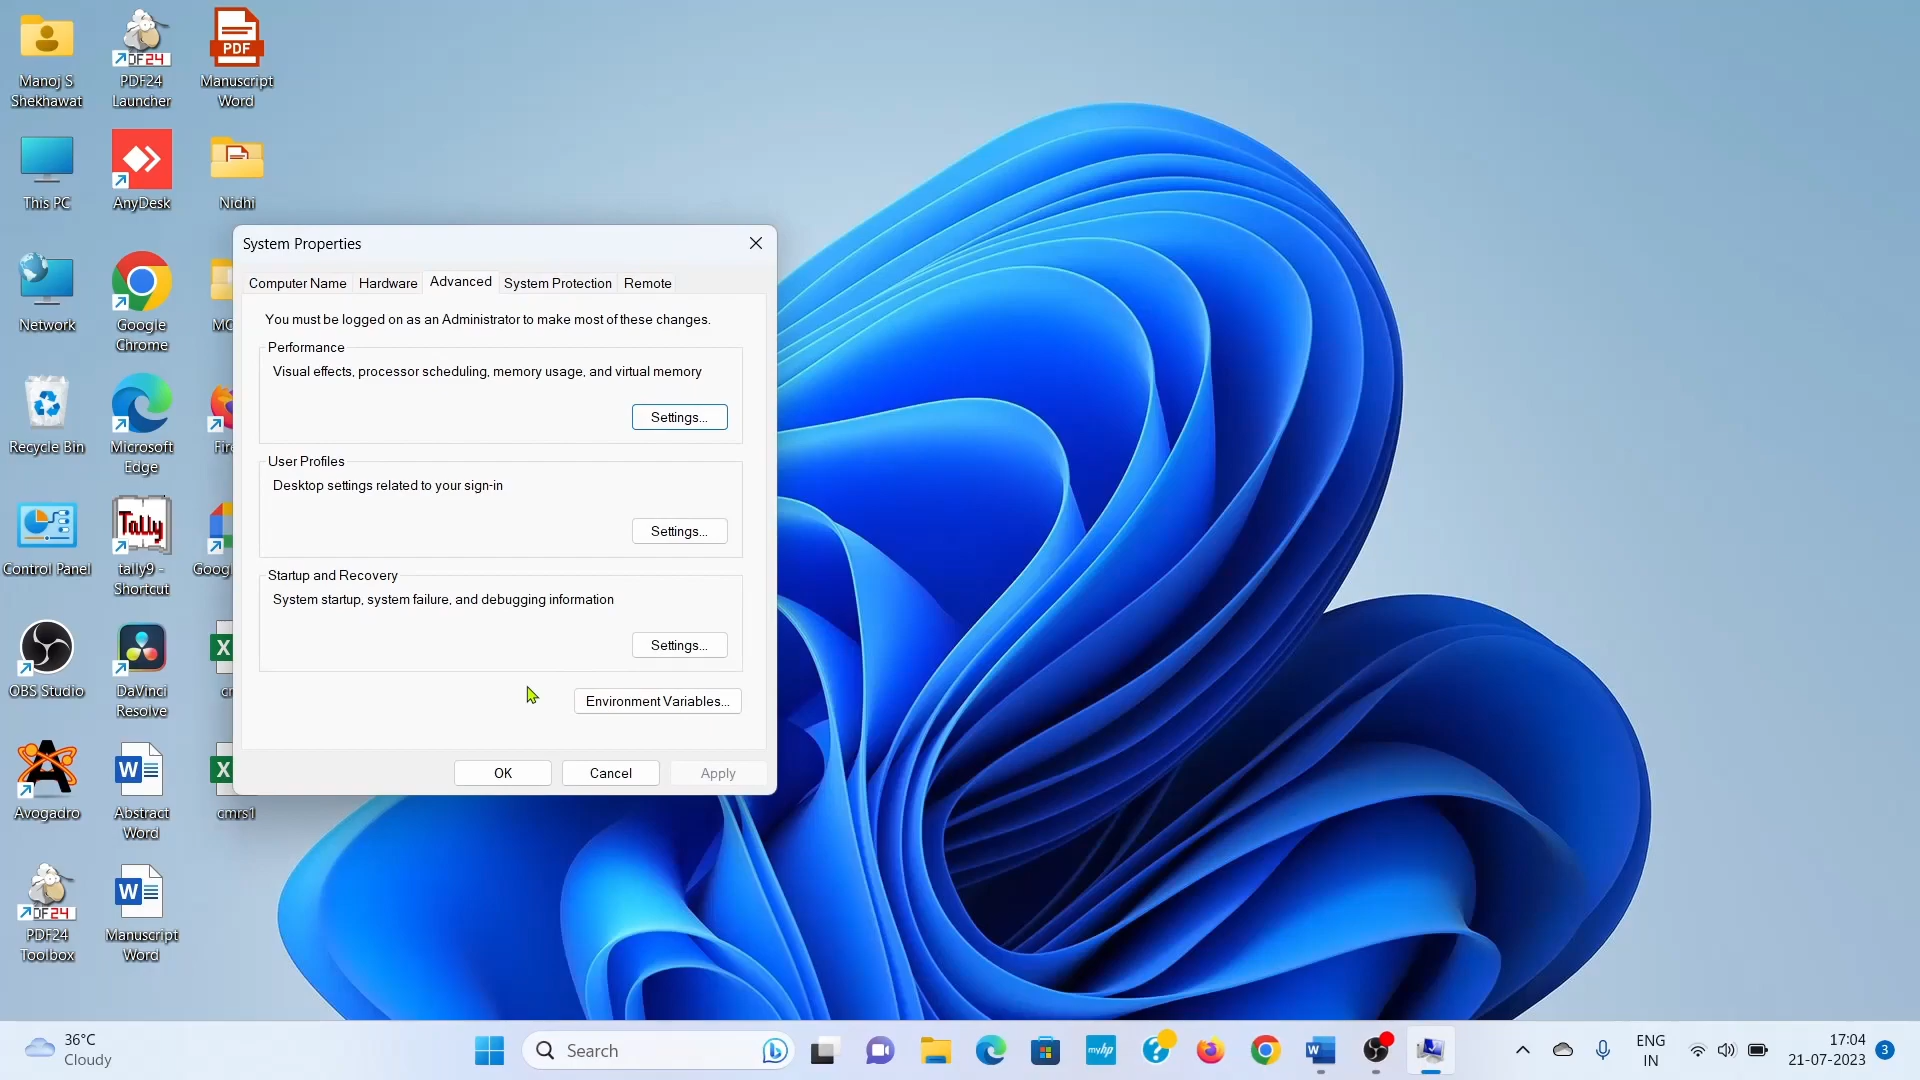 Manoj S
Shekhawat
PDF24
PDF24
Launcher
PDF
Manuscript
Word
This PC
AnyDesk
Nidhi
Network
Google
Chrome
Recycle Bin
Microsoft
Edge
Control Panel
Tally
tally9 -
Shortcut
OBS Studio
DaVinci
Resolve
X
Avogadro
W
Abstract
Word
X
cmrs1
PDF24
PDF24
Toolbox
W
Manuscript
Word
System Properties
Computer Name Hardware Advanced System Protection Remote
You must be logged on as an Administrator to make most of these changes.
Performance
Visual effects, processor scheduling, memory usage, and virtual memory
Settings...
User Profiles
Desktop settings related to your sign-in
Settings...
Startup and Recovery
System startup, system failure, and debugging information
Settings...
Environment Variables...
OK Cancel Apply
36°C
Cloudy
Search
myhp
W
ENG
IN
17:04
21-07-2023
3